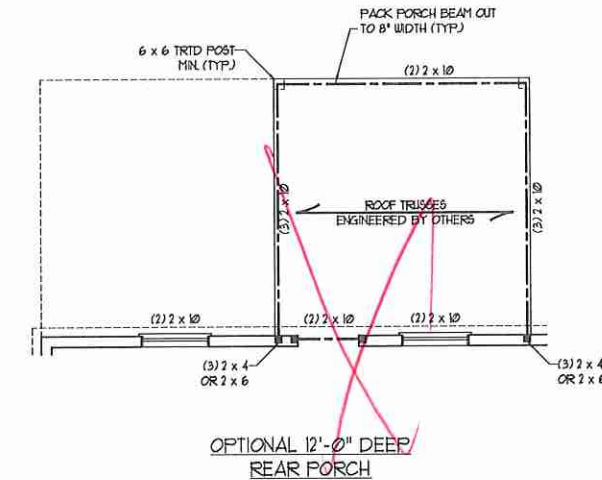 PACK PORCH BEAM OUT
TO 8" WIDTH (TYP.)
6 x 6 TRTD POST
MIN. (TYP.)
(2) 2 x 10
(3) 2 x 10
(3) 2 x 10
ROOF TRUSSES
ENGINEERED BY OTHERS
(2) 2 x 10
(2) 2 x 10
(2) 2 x 10
(3) 2 x 4
OR 2 x 6
(3) 2 x 4
OR 2 x 6
OPTIONAL 12'-0" DEEP
REAR PORCH